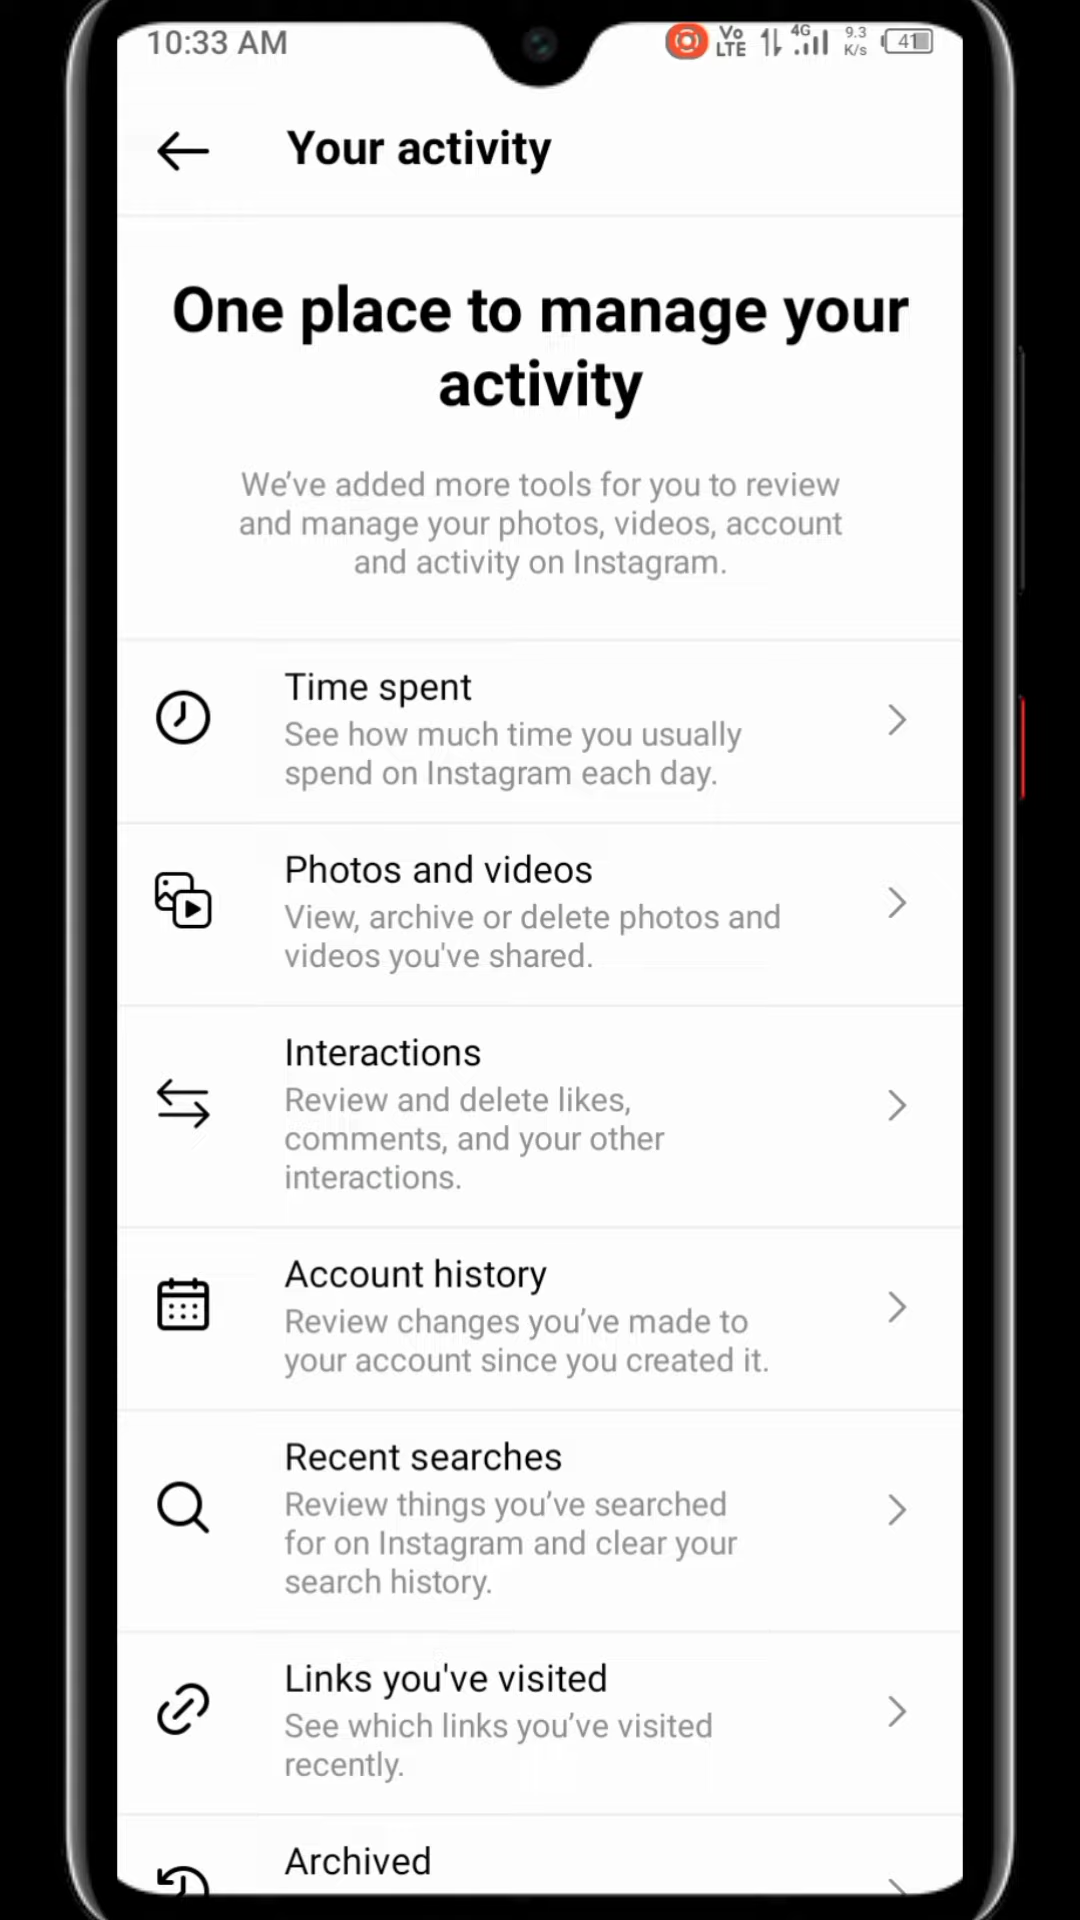 10:33 AM
Vo LTE 4G 9.3 K/s 41
Your activity
One place to manage your
activity
We’ve added more tools for you to review
and manage your photos, videos, account
and activity on Instagram.
Time spent
See how much time you usually
spend on Instagram each day.
Photos and videos
View, archive or delete photos and
videos you've shared.
Interactions
Review and delete likes,
comments, and your other
interactions.
Account history
Review changes you’ve made to
your account since you created it.
Recent searches
Review things you’ve searched
for on Instagram and clear your
search history.
Links you've visited
See which links you’ve visited
recently.
Archived